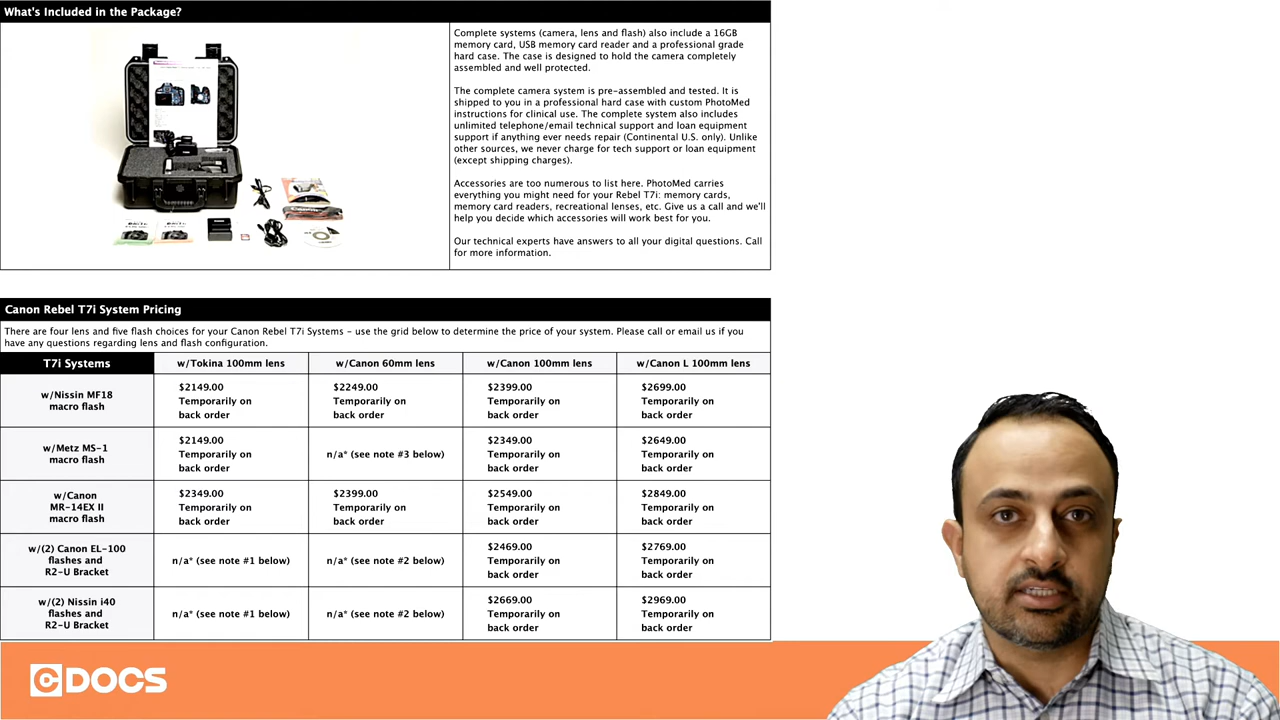 What's Included in the Package?
Complete systems (camera, lens and flash) also include a 16GB
memory card, USB memory card reader and a professional grade
hard case. The case is designed to hold the camera completely
assembled and well protected.
The complete camera system is pre-assembled and tested. It is
shipped to you in a professional hard case with custom PhotoMed
instructions for clinical use. The complete system also includes
unlimited telephone/email technical support and loan equipment
support if anything ever needs repair (Continental U.S. only). Unlike
other sources, we never charge for tech support or loan equipment
(except shipping charges).
Accessories are too numerous to list here. PhotoMed carries
everything you might need for your Rebel T7i: memory cards,
memory card readers, recreational lenses, etc. Give us a call and we'll
help you decide which accessories will work best for you.
Our technical experts have answers to all your digital questions. Call
for more information.
Canon Rebel T7i System Pricing
There are four lens and five flash choices for your Canon Rebel T7i Systems – use the grid below to determine the price of your system. Please call or email us if you
have any questions regarding lens and flash configuration.
T7i Systems w/Tokina 100mm lens w/Canon 60mm lens w/Canon 100mm lens w/Canon L 100mm lens
w/Nissin MF18
macro flash
$2149.00
Temporarily on
back order
$2249.00
Temporarily on
back order
$2399.00
Temporarily on
back order
$2699.00
Temporarily on
back order
w/Metz MS-1
macro flash
$2149.00
Temporarily on
back order
n/a* (see note #3 below)
$2349.00
Temporarily on
back order
$2649.00
Temporarily on
back order
w/Canon
MR-14EX II
macro flash
$2349.00
Temporarily on
back order
$2399.00
Temporarily on
back order
$2549.00
Temporarily on
back order
$2849.00
Temporarily on
back order
w/(2) Canon EL-100
flashes and
R2-U Bracket
n/a* (see note #1 below)
n/a* (see note #2 below)
$2469.00
Temporarily on
back order
$2769.00
Temporarily on
back order
w/(2) Nissin i40
flashes and
R2-U Bracket
n/a* (see note #1 below)
n/a* (see note #2 below)
$2669.00
Temporarily on
back order
$2969.00
Temporarily on
back order
DOCS